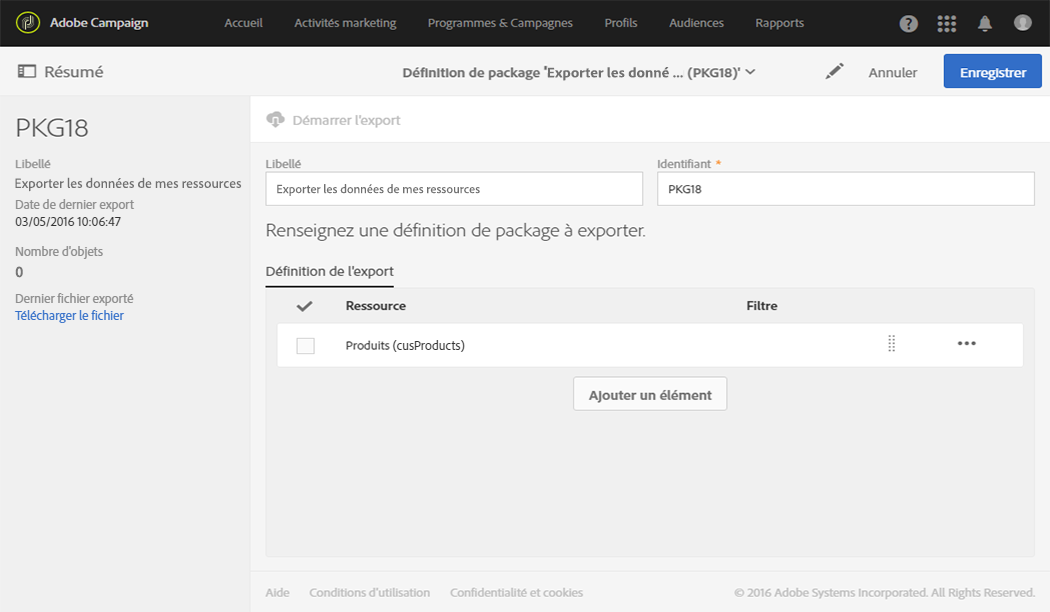 Adobe Campaign Accueil Activités marketing Programmes & Campagnes Profils Audiences Rapports
Résumé Définition de package 'Exporter les donné ... (PKG18)' Annuler Enregistrer
PKG18
Libellé
Exporter les données de mes ressources
Date de dernier export
03/05/2016 10:06:47
Nombre d'objets
0
Dernier fichier exporté
Télécharger le fichier
Démarrer l'export
Libellé Identifiant *
Exporter les données de mes ressources PKG18
Renseignez une définition de package à exporter.
Définition de l'export
Ressource Filtre
Produits (cusProducts)
Ajouter un élément
Aide Conditions d'utilisation Confidentialité et cookies © 2016 Adobe Systems Incorporated. All Rights Reserved.